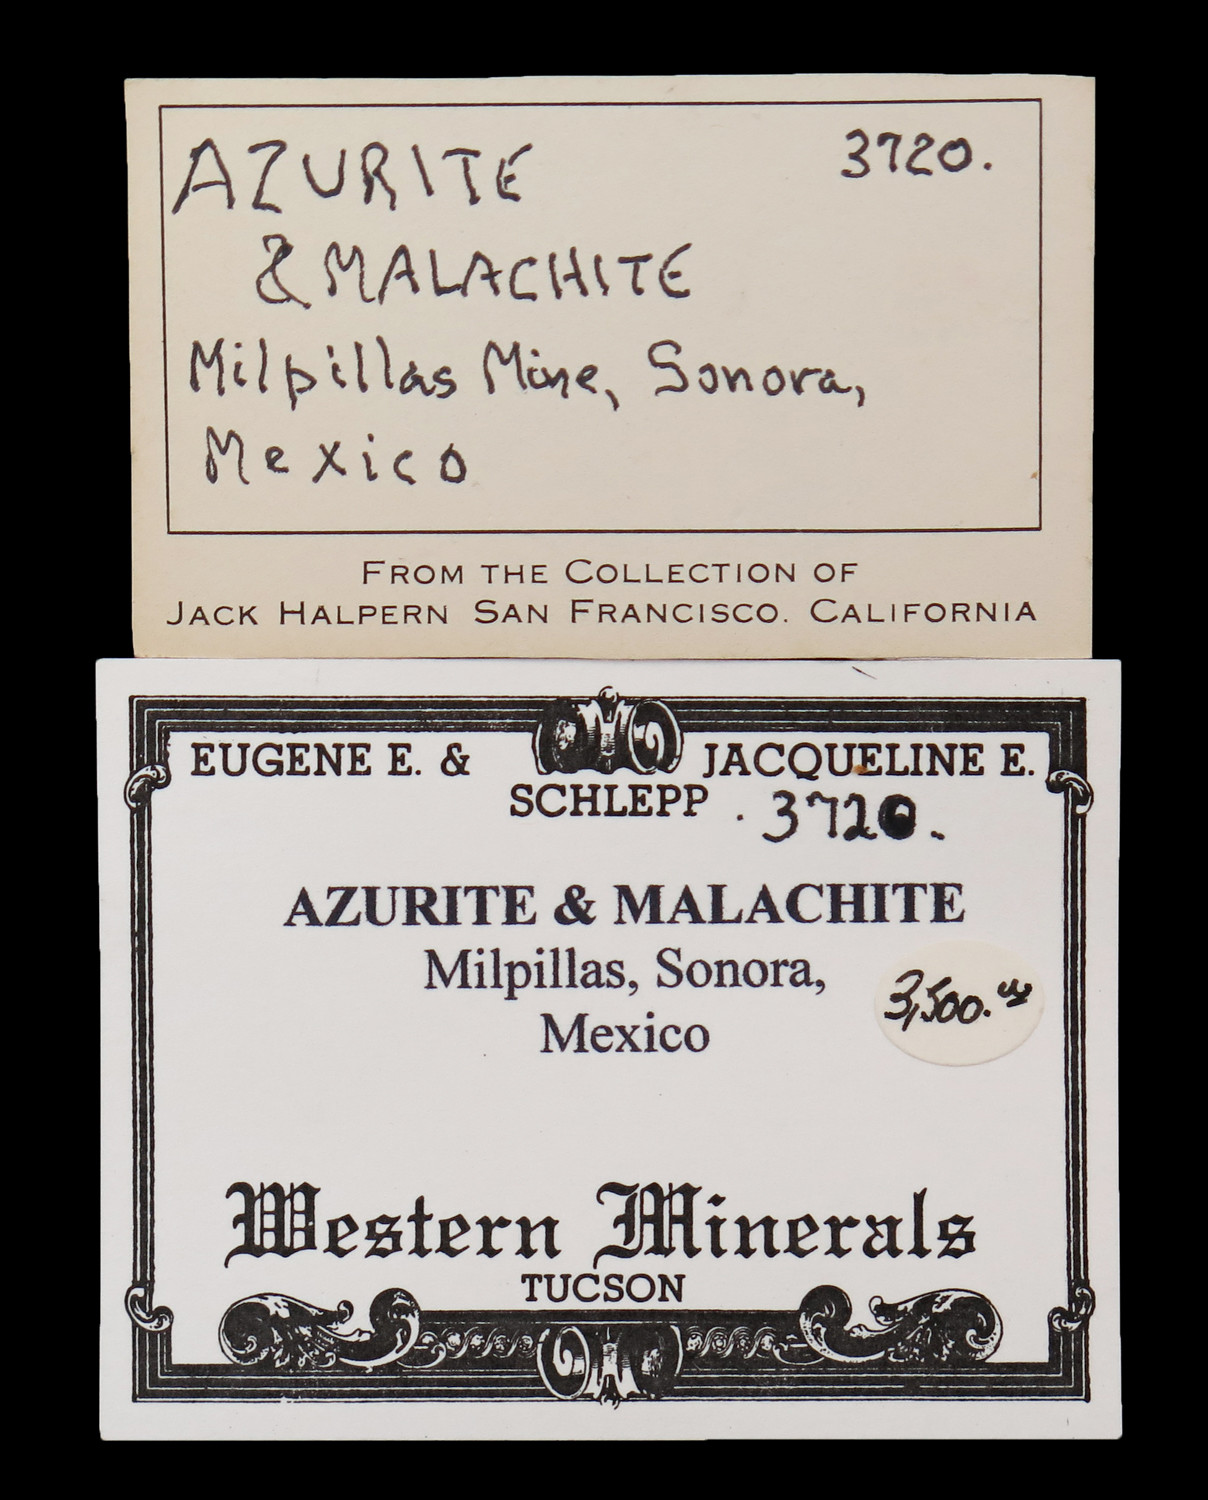 AZURITE 3720.
& MALACHITE
Milpillas Mine, Sonora,
Mexico
FROM THE COLLECTION OF
JACK HALPERN SAN FRANCISCO. CALIFORNIA
EUGENE E. & JACQUELINE E.
SCHLEPP . 3720.
AZURITE & MALACHITE
Milpillas, Sonora,
Mexico
3,500.
Western Minerals
TUCSON